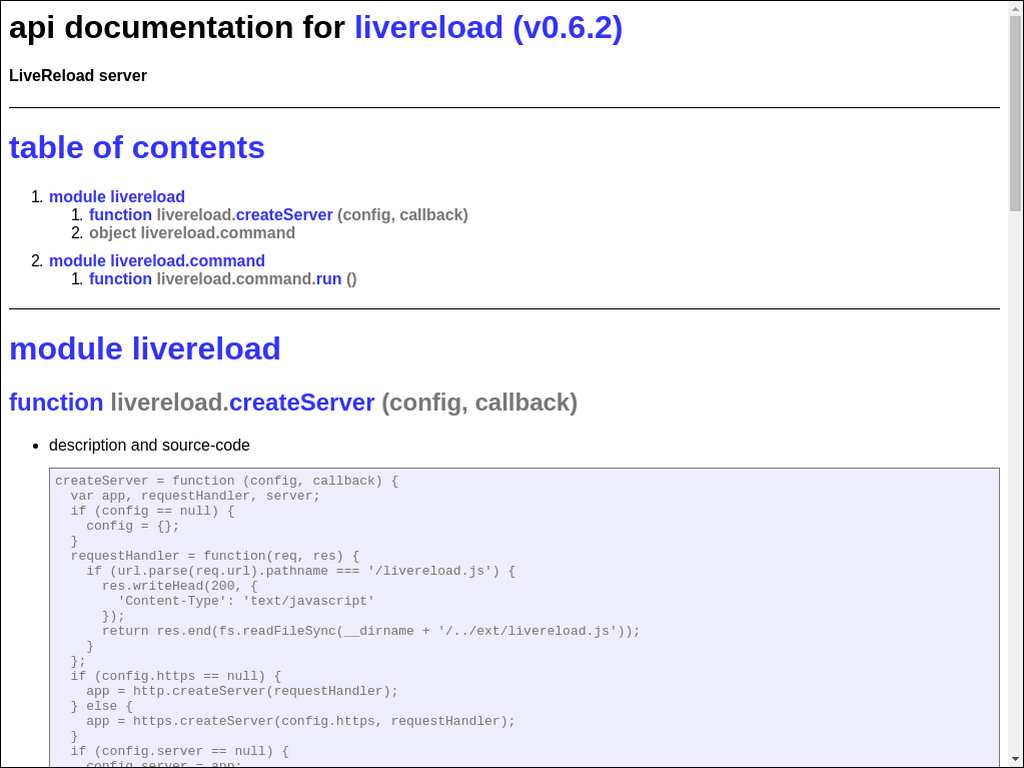 api documentation for livereload (v0.6.2)
LiveReload server
table of contents
1. module livereload
1. function livereload.createServer (config, callback)
2. object livereload.command
2. module livereload.command
1. function livereload.command.run ()
module livereload
function livereload.createServer (config, callback)
• description and source-code
createServer = function (config, callback) {
  var app, requestHandler, server;
  if (config == null) {
    config = {};
  }
  requestHandler = function(req, res) {
    if (url.parse(req.url).pathname === '/livereload.js') {
      res.writeHead(200, {
        'Content-Type': 'text/javascript'
      });
      return res.end(fs.readFileSync(__dirname + '/../ext/livereload.js'));
    }
  };
  if (config.https == null) {
    app = http.createServer(requestHandler);
  } else {
    app = https.createServer(config.https, requestHandler);
  }
  if (config.server == null) {
    config.server = app;